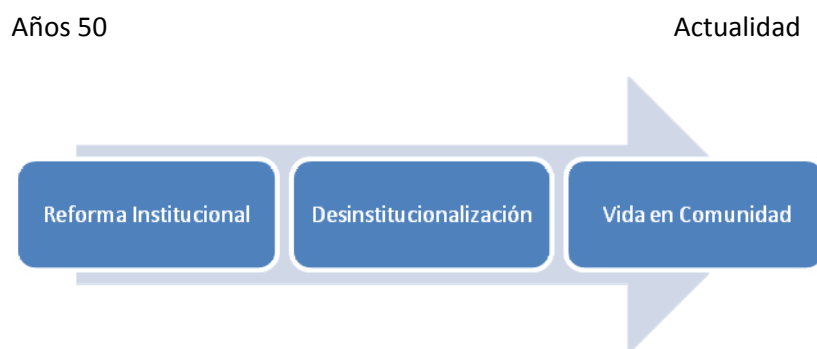 Años 50
Actualidad
Reforma Institucional
Desinstitucionalización
Vida en Comunidad